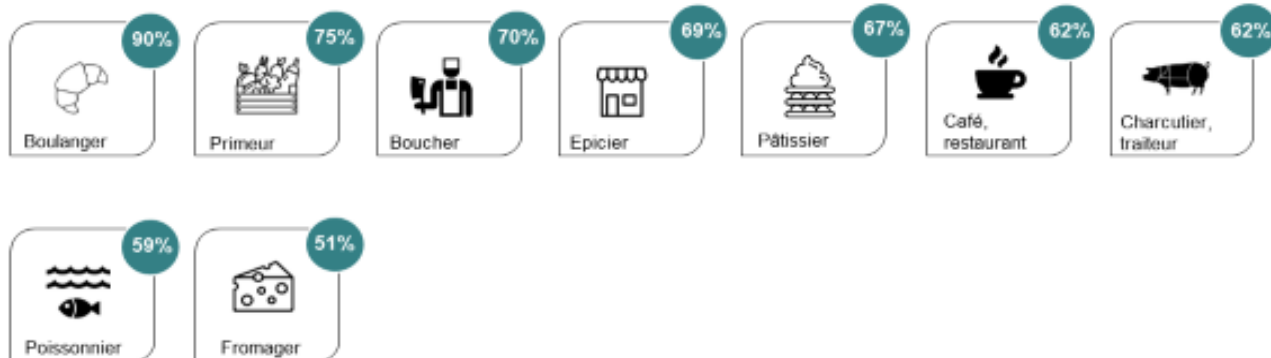 90%
Boulanger
75%
Primeur
70%
Boucher
69%
Epicier
67%
Pâtissier
62%
Café,
restaurant
62%
Charcutier,
traiteur
59%
Poissonnier
51%
Fromager